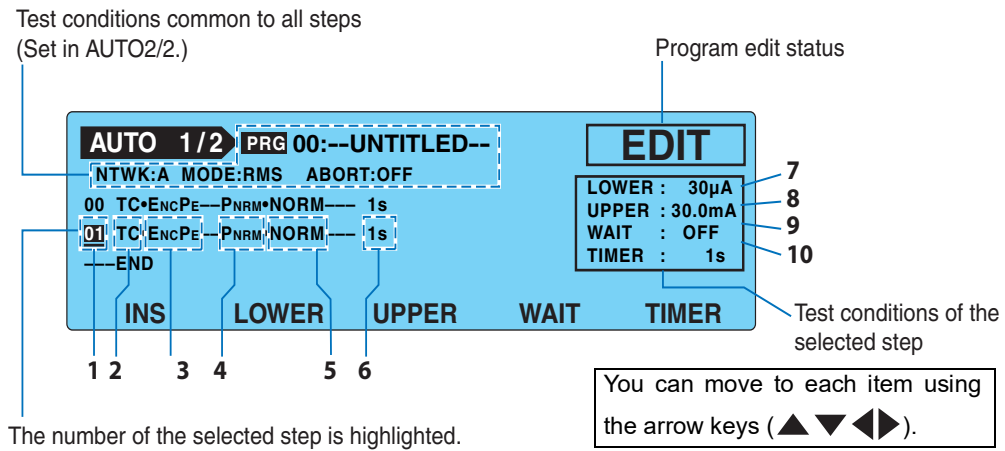 Test conditions common to all steps
(Set in AUTO2/2.)
Program edit status
AUTO 1/2 PRG 00:--UNTITLED--
EDIT
NTWK:A MODE:RMS ABORT:OFF
00 TC•ENCPE--PNRM•NORM--- 1s
01 TC•ENCPE--PNRM•NORM--- 1s
---END
LOWER : 30µA
UPPER : 30.0mA
WAIT : OFF
TIMER : 1s
7
8
9
10
INS LOWER UPPER WAIT TIMER
1 2 3 4 5 6
Test conditions of the
selected step
You can move to each item using
the arrow keys (▲ ▼ ◀▶).
The number of the selected step is highlighted.